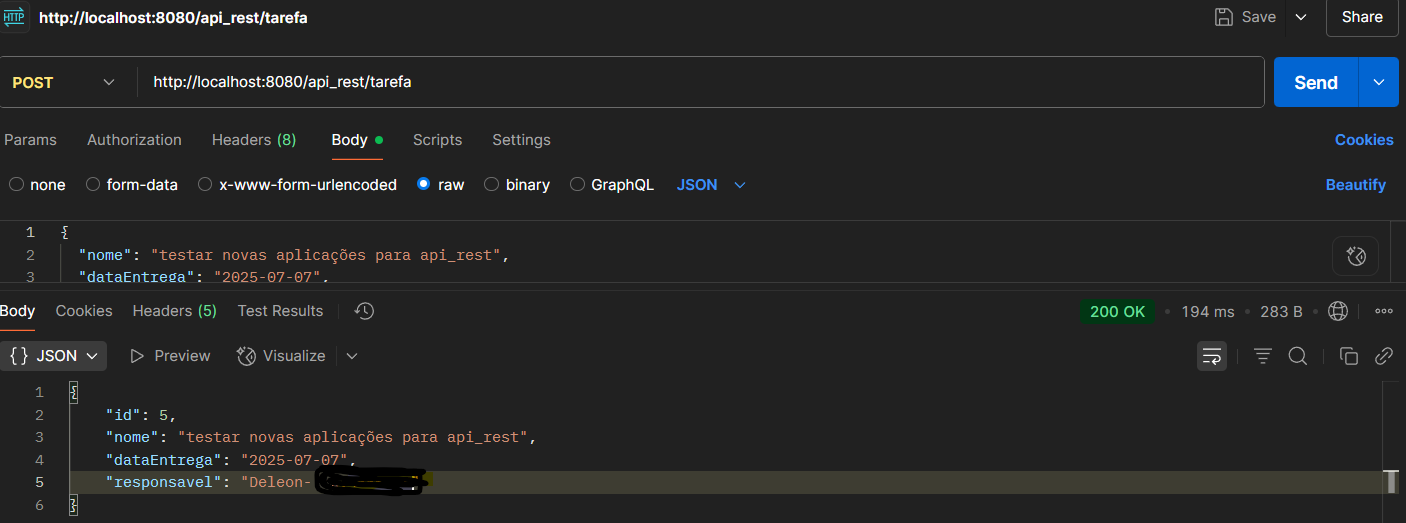 HTTP http://localhost:8080/api_rest/tarefa Save Share
POST http://localhost:8080/api_rest/tarefa Send
Params Authorization Headers (8) Body Scripts Settings Cookies
none form-data x-www-form-urlencoded raw binary GraphQL JSON Beautify
1 {
2 "nome": "testar novas aplicações para api_rest",
3 "dataEntrega": "2025-07-07",
Body Cookies Headers (5) Test Results 200 OK • 194 ms • 283 B •
{} JSON Preview Visualize
1 {
2 "id": 5,
3 "nome": "testar novas aplicações para api_rest",
4 "dataEntrega": "2025-07-07",
5 "responsavel": "Deleon-
6 }